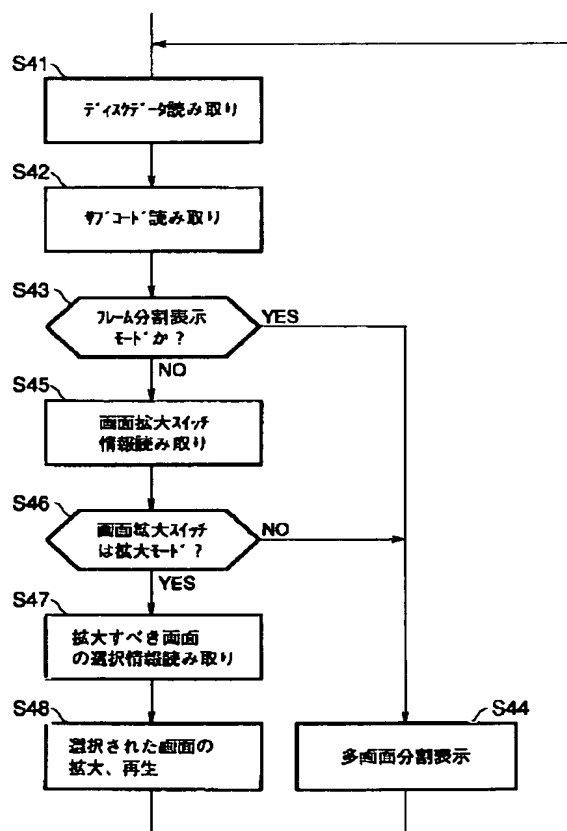 S41
ディスクデータ読み取り
S42
サブコード読み取り
S43
フレーム分割表示
モードか?
YES
NO
S45
画面拡大スイッチ
情報読み取り
S46
画面拡大スイッチ
は拡大モード?
NO
YES
S47
拡大すべき画面
の選択情報読み取り
S48
選択された画面の
拡大、再生
S44
多画面分割表示